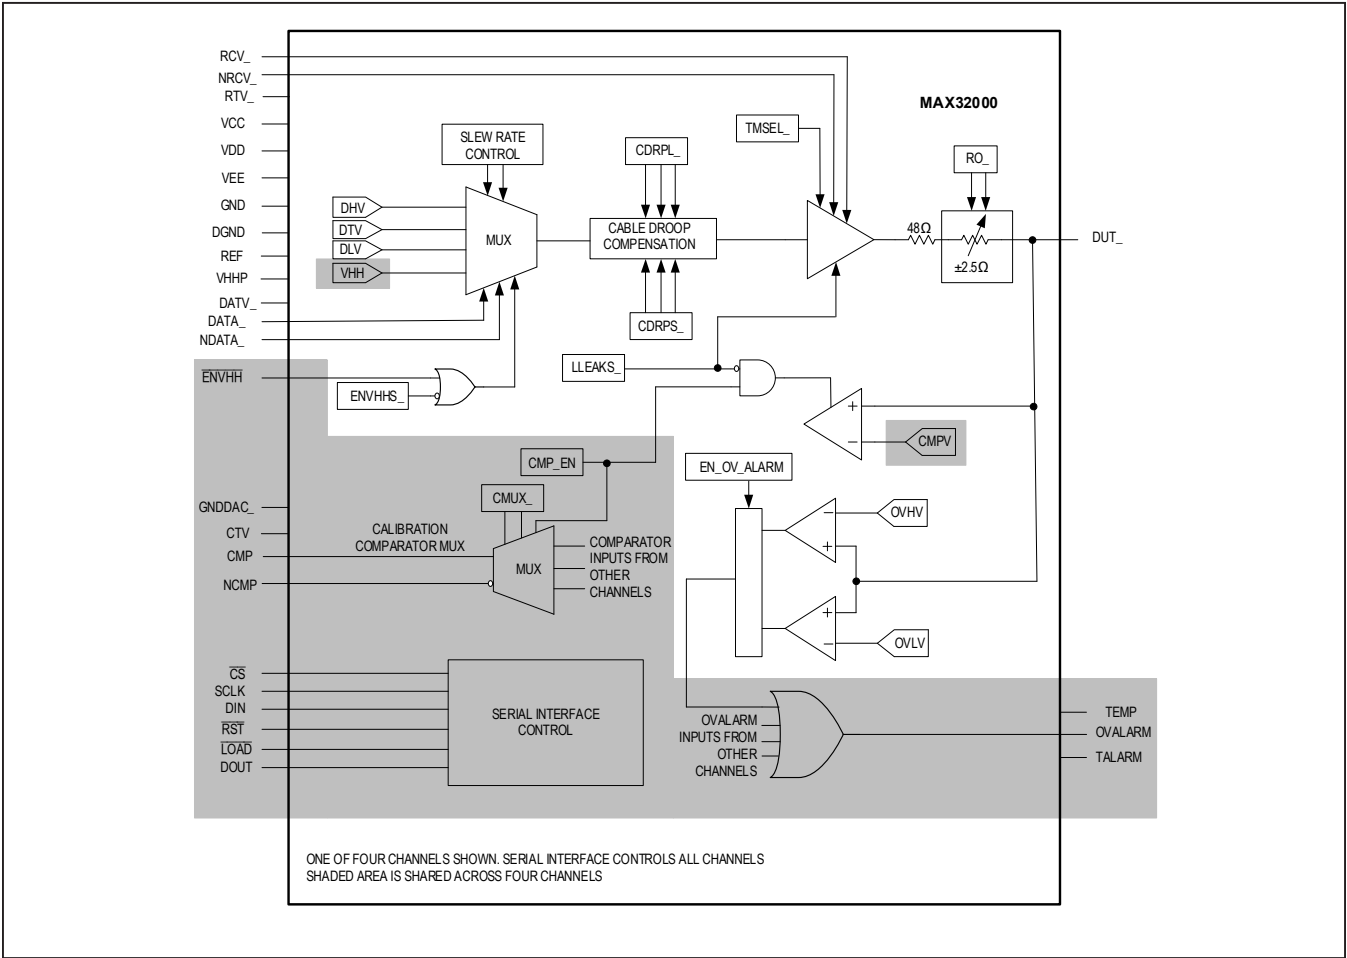 RCV_
NRCV_
RTV_
VCC
VDD
VEE
GND
DGND
REF
VHHP
DATV_
DATA_
NDATA_
ENVHH
GNDDAC_
CTV
CMP
NCMP
CS
SCLK
DIN
RST
LOAD
DOUT
MAX32000
SLEW RATE
CONTROL
DHV
DTV
DLV
VHH
MUX
CDRPL_
CABLE DROOP
COMPENSATION
CDRPS_
TMSEL_
48Ω
RO_
±2.5Ω
DUT_
ENVHHS_
LLEAKS_
+
−
CMPV
CMP_EN
CMUX_
CALIBRATION
COMPARATOR MUX
MUX
COMPARATOR
INPUTS FROM
OTHER
CHANNELS
EN_OV_ALARM
−
+
OVHV
+
−
OVLV
SERIAL INTERFACE
CONTROL
OVALARM
INPUTS FROM
OTHER
CHANNELS
TEMP
OVALARM
TALARM
ONE OF FOUR CHANNELS SHOWN. SERIAL INTERFACE CONTROLS ALL CHANNELS
SHADED AREA IS SHARED ACROSS FOUR CHANNELS